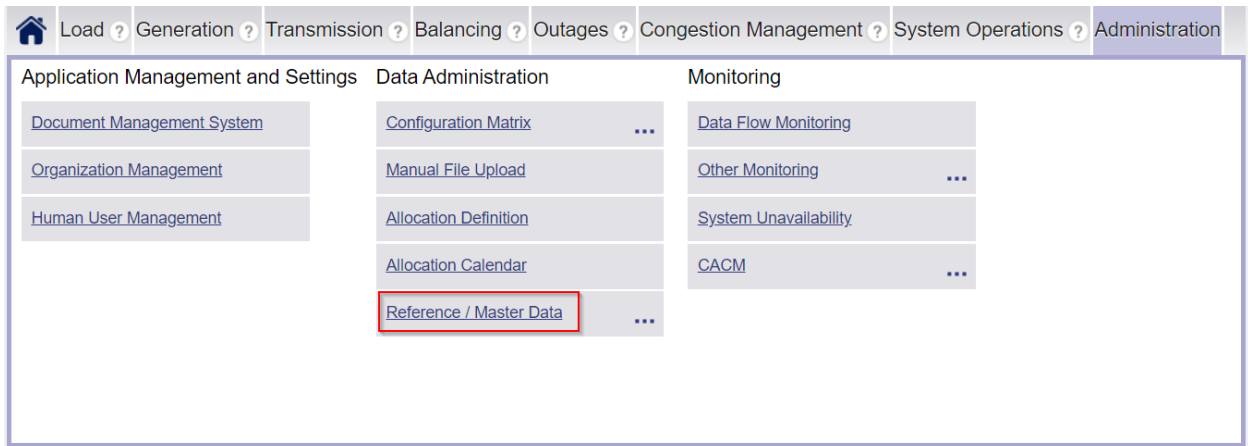 Load ? Generation ? Transmission ? Balancing ? Outages ? Congestion Management ? System Operations ? Administration
Application Management and Settings
Document Management System
Organization Management
Human User Management
Data Administration
Configuration Matrix ...
Manual File Upload
Allocation Definition
Allocation Calendar
Reference / Master Data ...
Monitoring
Data Flow Monitoring
Other Monitoring ...
System Unavailability
CACM ...